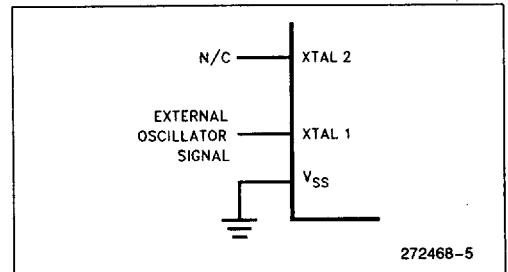 N/C
XTAL 2
EXTERNAL
OSCILLATOR
SIGNAL
XTAL 1
VSS
272468-5